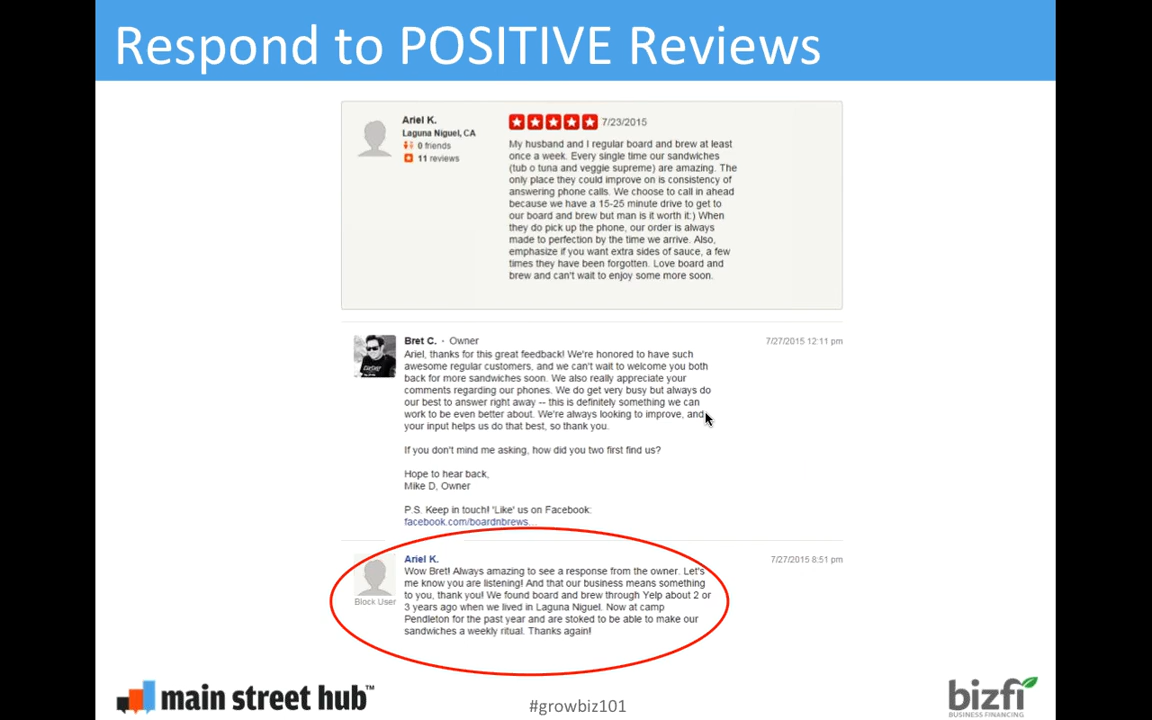 Respond to POSITIVE Reviews
Ariel K.
Laguna Niguel, CA
0 friends
11 reviews
7/23/2015
My husband and I regular board and brew at least
once a week. Every single time our sandwiches
(tub o tuna and veggie supreme) are amazing. The
only place they could improve on is consistency of
answering phone calls. We choose to call in ahead
because we have a 15-25 minute drive to get to
our board and brew but man is it worth it:) When
they do pick up the phone, our order is always
made to perfection by the time we arrive. Also,
emphasize if you want extra sides of sauce, a few
times they have been forgotten. Love board and
brew and can't wait to enjoy some more soon.
Bret C. · Owner
7/27/2015 12:11 pm
Ariel, thanks for this great feedback! We're honored to have such
awesome regular customers, and we can't wait to welcome you both
back for more sandwiches soon. We also really appreciate your
comments regarding our phones. We do get very busy but always do
our best to answer right away -- this is definitely something we can
work to be even better about. We're always looking to improve, and
your input helps us do that best, so thank you.
If you don't mind me asking, how did you two first find us?
Hope to hear back,
Mike D, Owner
P.S. Keep in touch! 'Like' us on Facebook:
facebook.com/boardnbrews...
Ariel K.
7/27/2015 8:51 pm
Wow Bret! Always amazing to see a response from the owner. Let's
me know you are listening! And that our business means something
to you, thank you! We found board and brew through Yelp about 2 or
3 years ago when we lived in Laguna Niguel. Now at camp
Pendleton for the past year and are stoked to be able to make our
sandwiches a weekly ritual. Thanks again!
Block User
main street hub™
#growbiz101
bizfi
BUSINESS FINANCING